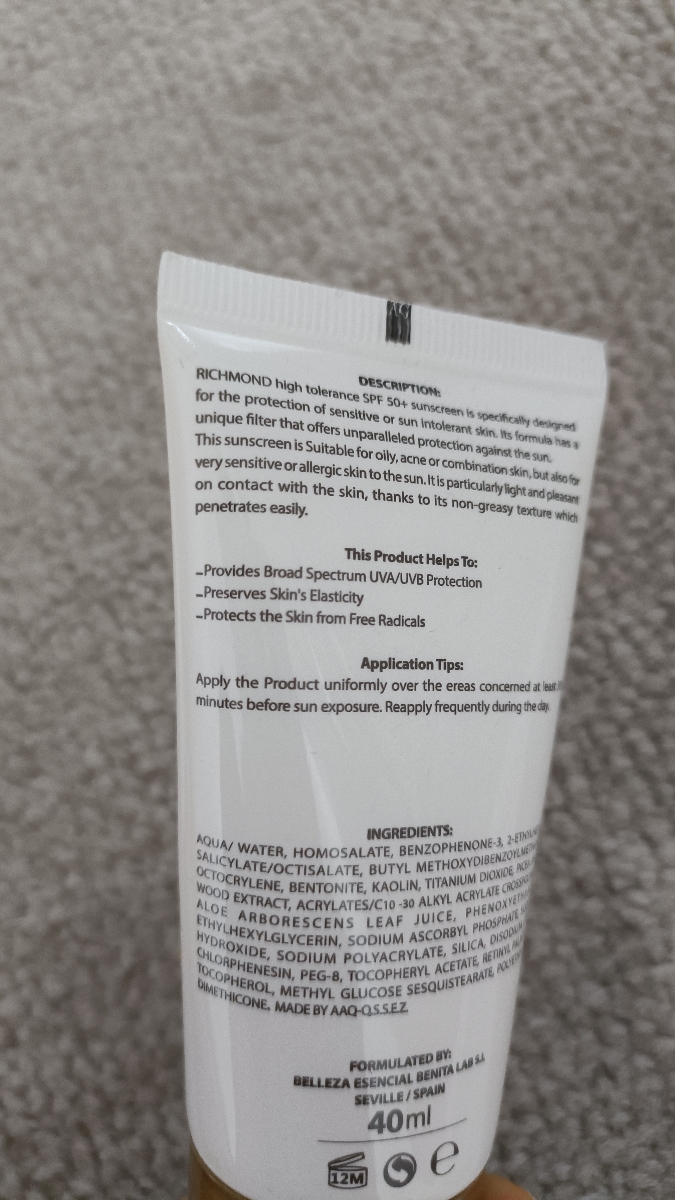 DESCRIPTION:
RICHMOND high tolerance SPF 50+ sunscreen is specifically designed
for the protection of sensitive or sun intolerant skin. Its formula has a
unique filter that offers unparalleled protection against the sun.
This sunscreen is Suitable for oily, acne or combination skin, but also for
very sensitive or allergic skin to the sun. It is particularly light and pleasant
on contact with the skin, thanks to its non-greasy texture which
penetrates easily.
This Product Helps To:
-Provides Broad Spectrum UVA/UVB Protection
-Preserves Skin's Elasticity
-Protects the Skin from Free Radicals
Application Tips:
Apply the Product uniformly over the ereas concerned at least
minutes before sun exposure. Reapply frequently during the day.
INGREDIENTS:
AQUA/ WATER, HOMOSALATE, BENZOPHENONE-3,
SALICYLATE/OCTISALATE, BUTYL
OCTOCRYLENE, BENTONITE, KAOLIN, TITANIUM DIOXIDE,
WOOD EXTRACT, ACRYLATES/C10 -30 ALKYL ACRYLATE
ALOE ARBORESCENS LEAF JUICE,
ETHYLHEXYLGLYCERIN, SODIUM ASCORBYL PHOSPHATE,
HYDROXIDE, SODIUM POLYACRYLATE, SILICA,
CHLORPHENESIN, PEG-8, TOCOPHERYL ACETATE,
TOCOPHEROL, METHYL GLUCOSE SESQUISTEARATE,
DIMETHICONE, MADE BY AAQ-Q.S.S.E.Z.
FORMULATED BY:
BELLEZA ESENCIAL BENITA LAB S.L
SEVILLE / SPAIN
40ml
12M
e